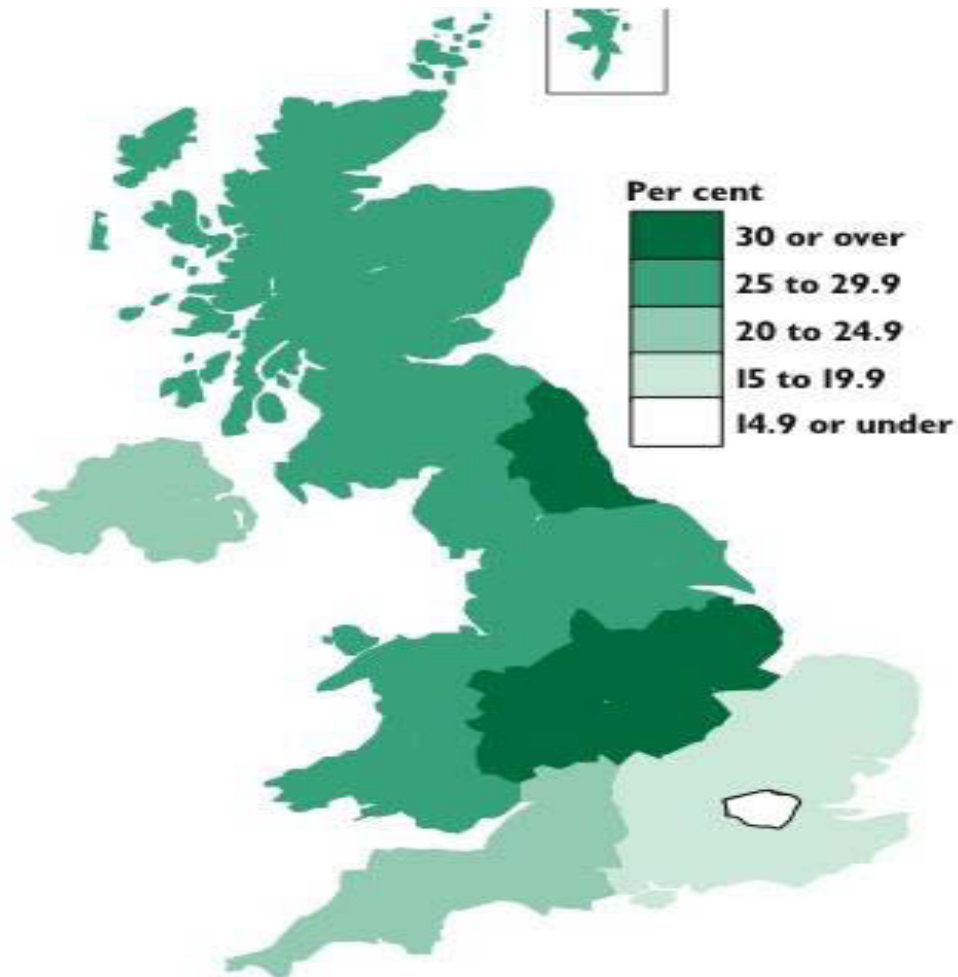 Per cent
30 or over
25 to 29.9
20 to 24.9
15 to 19.9
14.9 or under